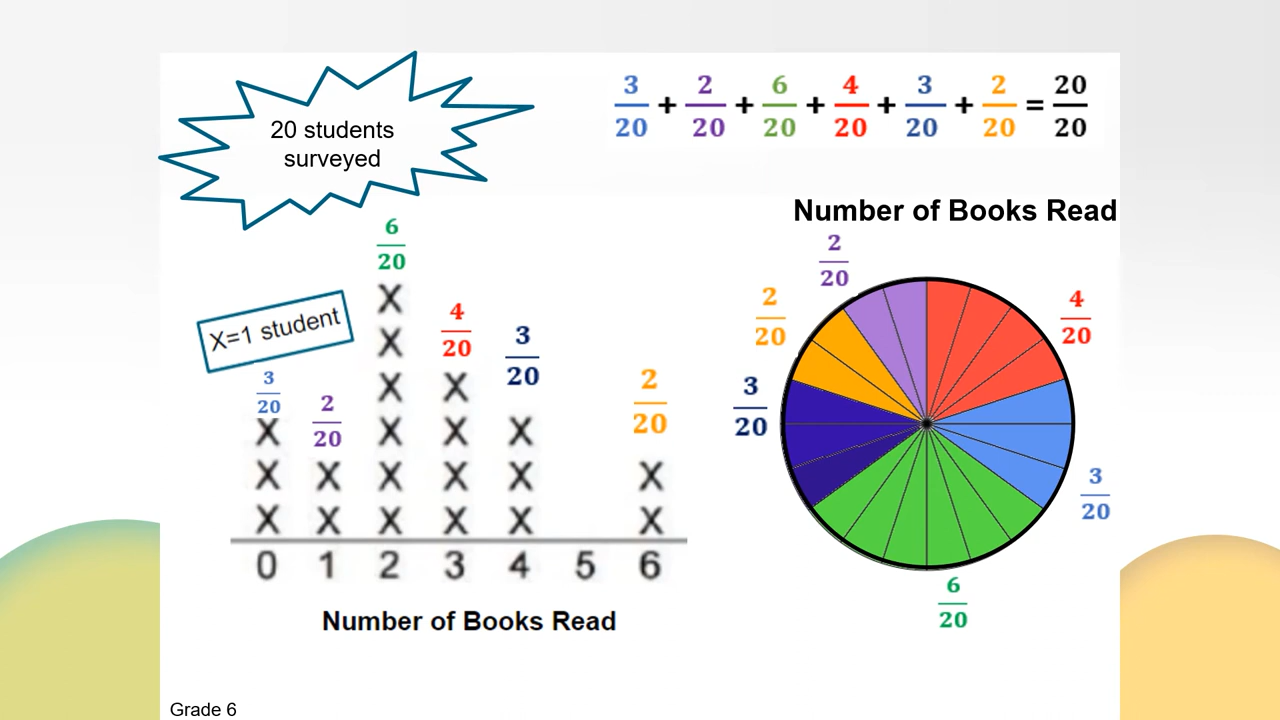 20 students
surveyed
3/20 + 2/20 + 6/20 + 4/20 + 3/20 + 2/20 = 20/20
Number of Books Read
6/20
X=1 student
4/20
3/20
3/20
2/20
2/20
X
X
X X
X X X X
X X X X X X
X X X X X X
0 1 2 3 4 5 6
Number of Books Read
2/20
2/20
4/20
3/20
3/20
6/20
Grade 6